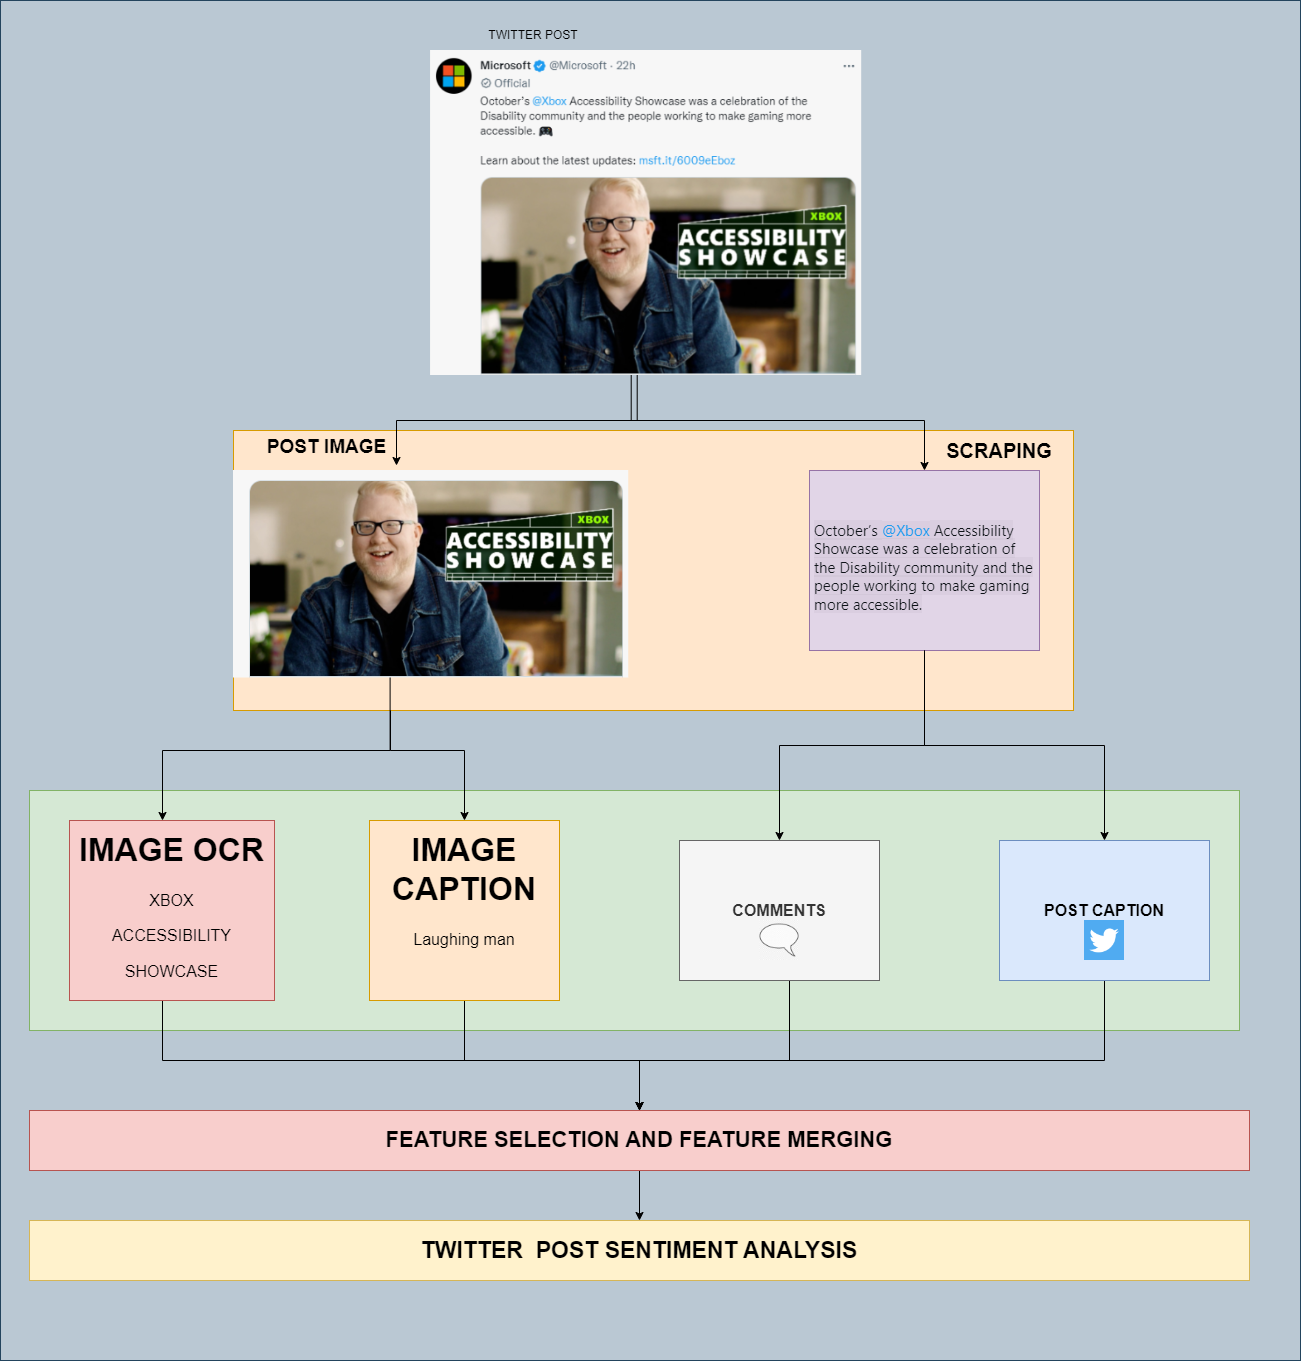 TWITTER POST
Microsoft @Microsoft · 22h ...
Official
October's @Xbox Accessibility Showcase was a celebration of the
Disability community and the people working to make gaming more
accessible. 🎮
Learn about the latest updates: msft.it/6009eEboz
XBOX
ACCESSIBILITY
SHOWCASE
POST IMAGE
SCRAPING
XBOX
ACCESSIBILITY
SHOWCASE
October's @Xbox Accessibility
Showcase was a celebration of
the Disability community and the
people working to make gaming
more accessible.
IMAGE OCR
XBOX
ACCESSIBILITY
SHOWCASE
IMAGE
CAPTION
Laughing man
COMMENTS
POST CAPTION
FEATURE SELECTION AND FEATURE MERGING
TWITTER POST SENTIMENT ANALYSIS